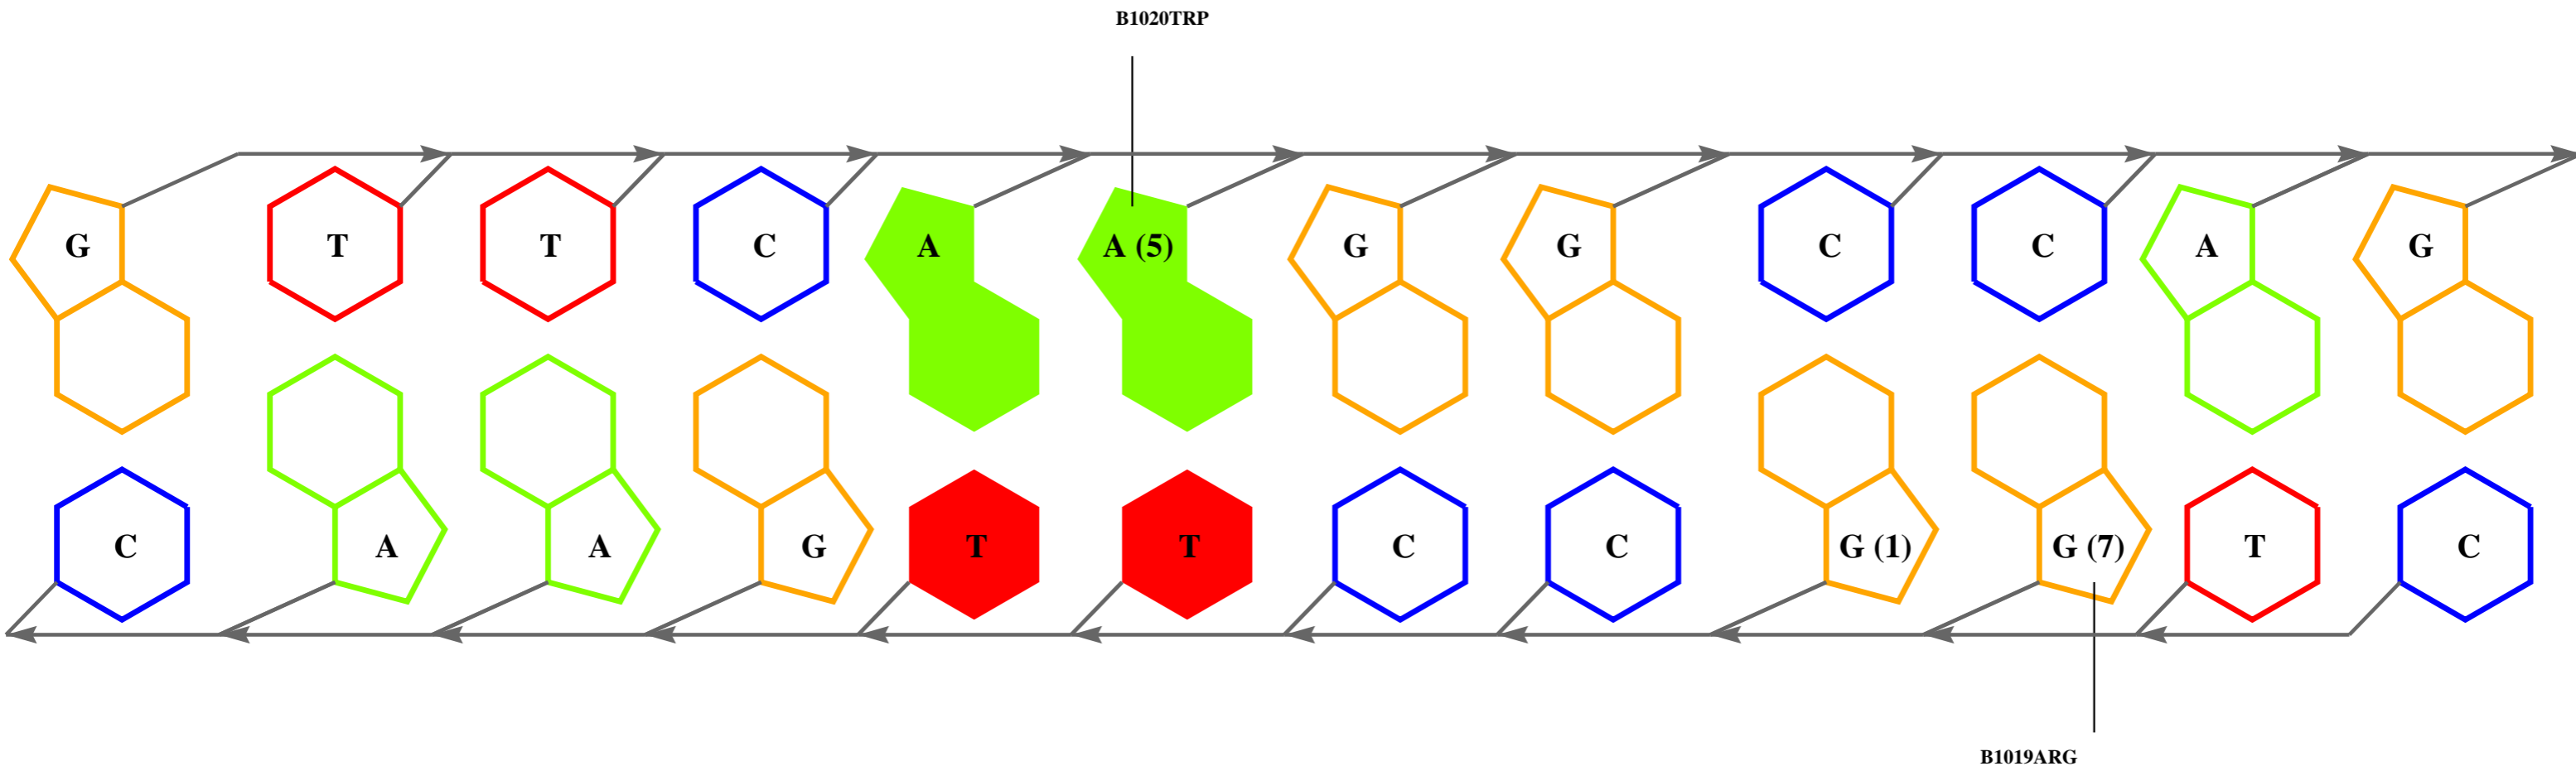 B1020TRP
G T T C A A (5) G G C C A G
C A A G T T C C G (1) G (7) T C
B1019ARG